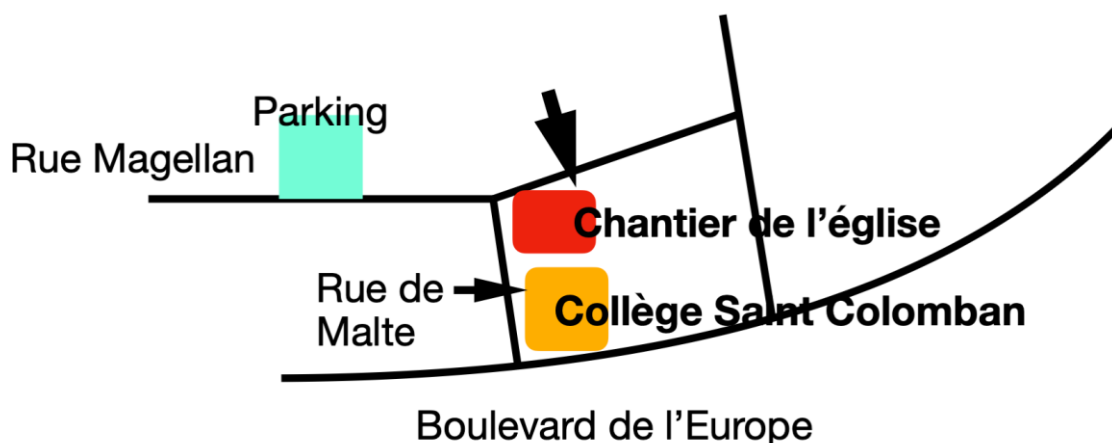 Parking
Rue Magellan
Chantier de l’église
Rue de
Malte
Collège Saint Colomban
Boulevard de l’Europe